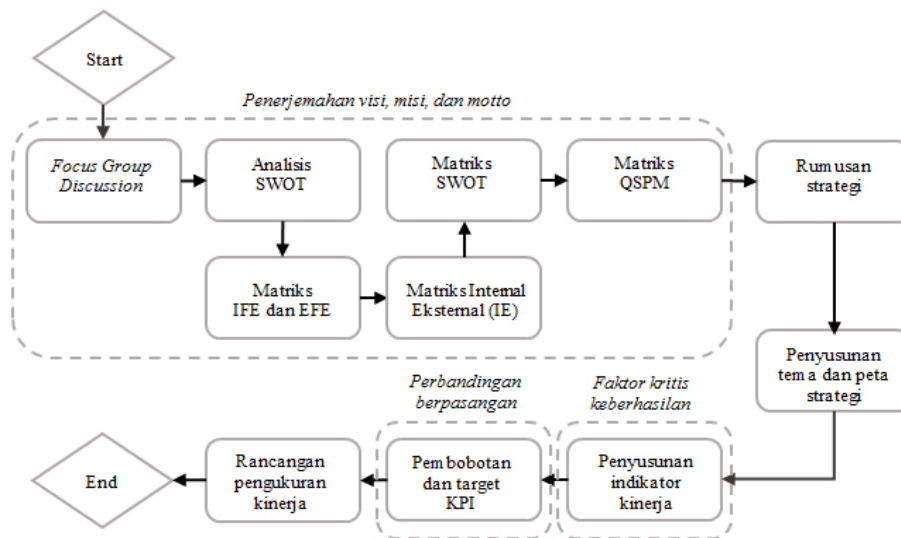 Start
Penerjemahan visi, misi, dan motto
Focus Group
Discussion
Analisis
SWOT
Matriks
SWOT
Matriks
QSPM
Rumusan
strategi
Matriks
IFE dan EFE
Matriks Internal
Eksternal (IE)
Penyusunan
tema dan peta
strategi
Perbandingan
berpasangan
Faktor kritis
keberhasilan
End
Rancangan
pengukuran
kinerja
Pembobotan
dan target
KPI
Penyusunan
indikator
kinerja